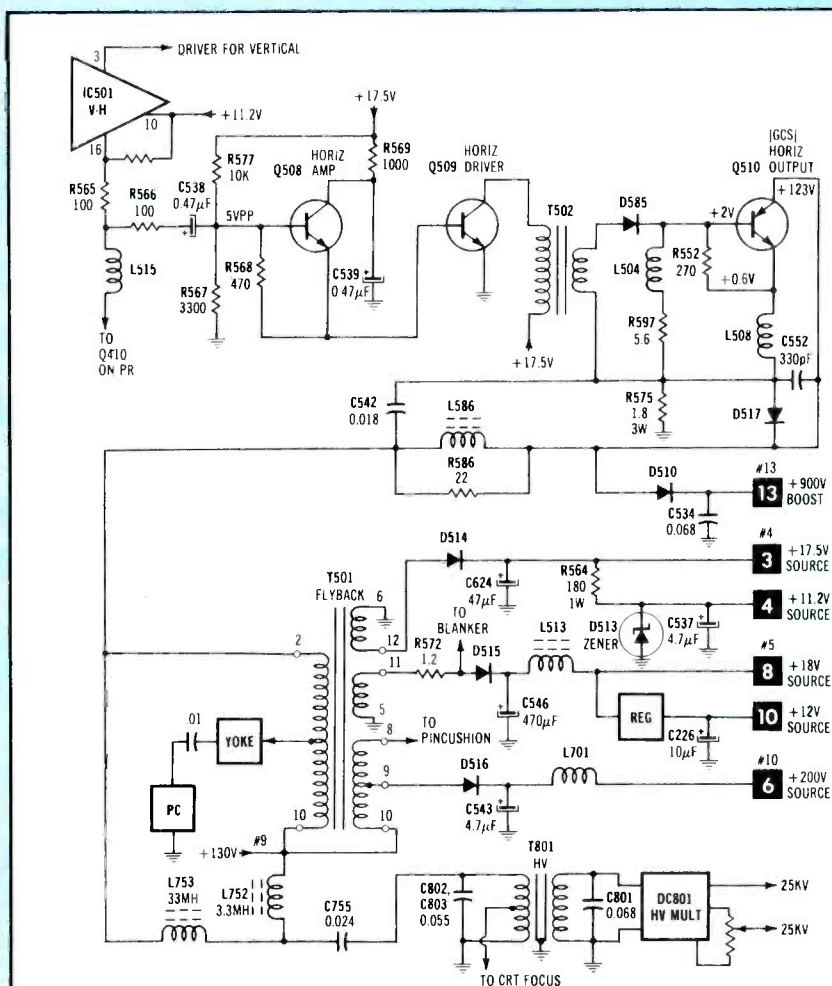 3
DRIVER FOR VERTICAL
IC501
V-H
10
+11.2V
16
+17.5V
R577
10K
Q508
HORIZ
AMP
R569
1000
HORIZ
DRIVER
Q509
|GCS|
HORIZ
OUTPUT
Q510
+123V
R565
100
R566
100
C538
0.47µF
5VPP
T502
D585
+2V
R552
270
L504
+0.6V
L515
R568
470
C539
0.47µF
R567
3300
L508
C552
330pF
R597
5.6
TO
Q410
ON PR
+17.5V
C542
0.018
L586
R575
1.8
3W
D517
R586
22
D510
C534
0.068
#13
13
+900V
BOOST
D514
#4
3
+17.5V
SOURCE
T501
FLYBACK
6
C624
47µF
R564
180
1W
4
+11.2V
SOURCE
TO
BLANKER
D513
ZENER
C537
4.7µF
2
12
R572
1.2
11
D515
L513
#5
8
+18V
SOURCE
5
C546
470µF
REG
10
+12V
SOURCE
C226
10µF
.01
YOKE
8
TO
PINCUSHION
L701
#10
6
+200V
SOURCE
PC
9
D516
C543
4.7µF
10
10
+130V
#9
T801
HV
L753
33MH
L752
3.3MH
C755
0.024
C802,
C803
0.055
C801
0.068
DC801
HV MULT
25KV
25KV
TO CRT FOCUS